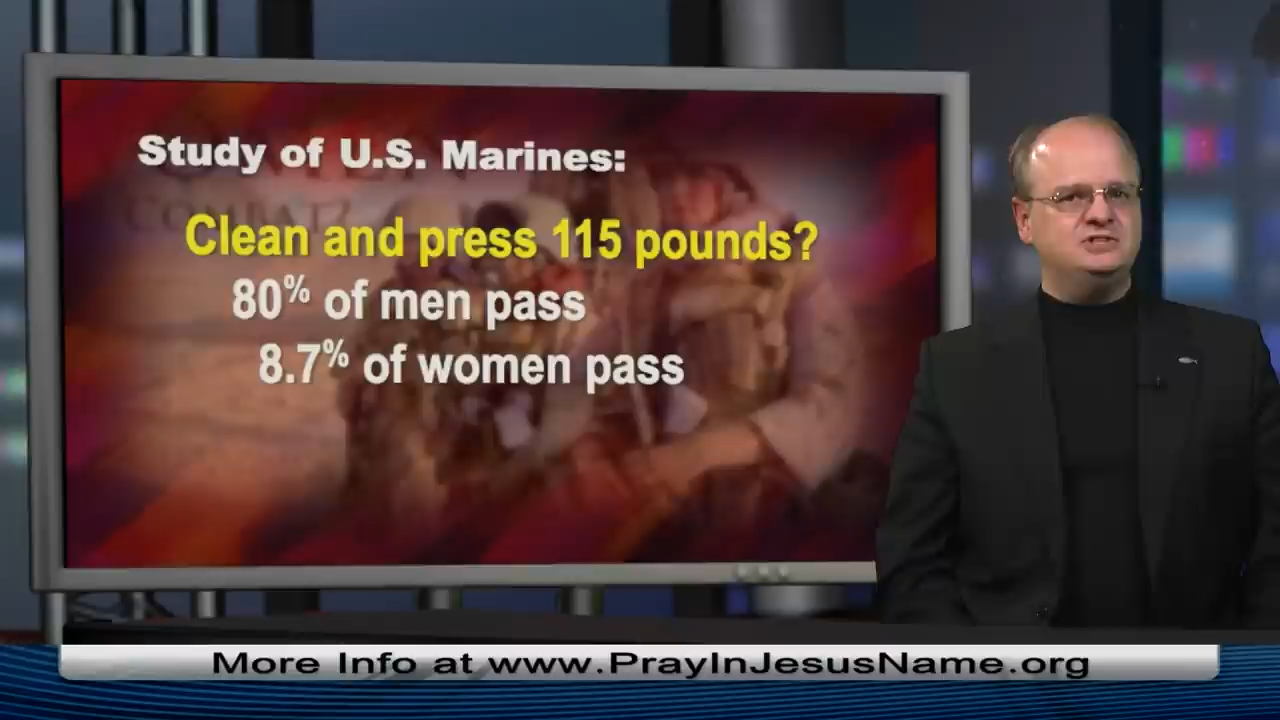 Study of U.S. Marines:
Clean and press 115 pounds?
80% of men pass
8.7% of women pass
More Info at www.PrayInJesusName.org